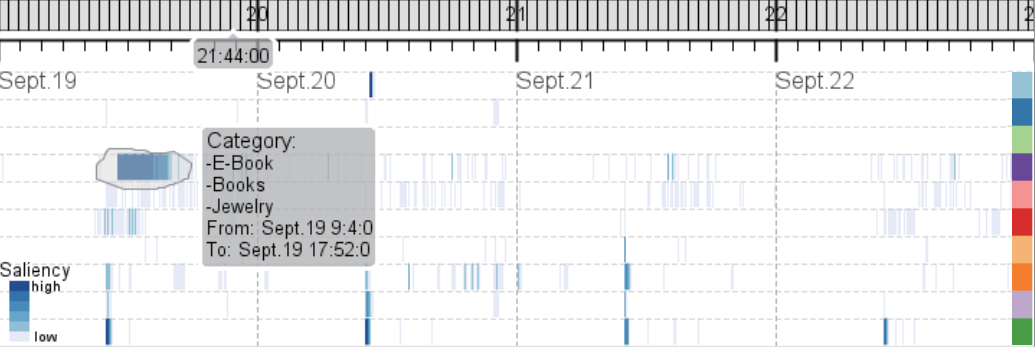 20
21
22
2
21:44:00
Sept.19
Sept.20
Sept.21
Sept.22
Category:
-E-Book
-Books
-Jewelry
From: Sept.19 9:4:0
To: Sept.19 17:52:0
Saliency
high
low